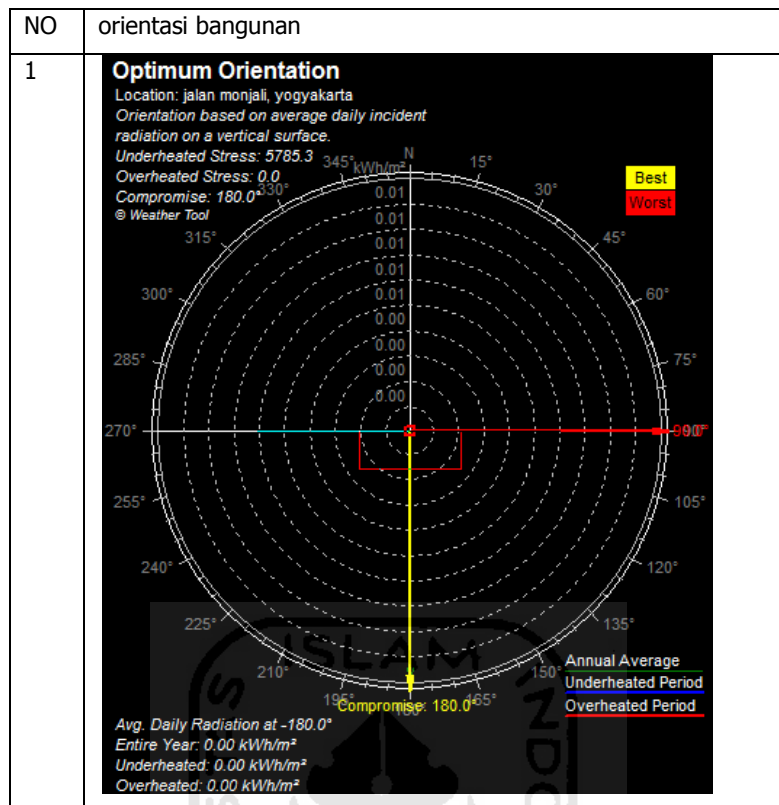 NO orientasi bangunan
1
Optimum Orientation
Location: jalan monjali, yogyakarta
Orientation based on average daily incident
radiation on a vertical surface.
Underheated Stress: 5785.3
Overheated Stress: 0.0
Compromise: 180.0°
© Weather Tool
N
345°
kWh/m²
15°
330°
0.01
30°
Best
Worst
315°
0.01
45°
0.01
0.01
300°
0.01
60°
0.00
0.00
285°
0.00
75°
0.00
270°
90°
255°
105°
240°
120°
225°
135°
ISLAM
210°
150°
195°
165°
180°
Compromise: 180.0°
Annual Average
Underheated Period
Overheated Period
Avg. Daily Radiation at -180.0°
Entire Year: 0.00 kWh/m²
Underheated: 0.00 kWh/m²
Overheated: 0.00 kWh/m²